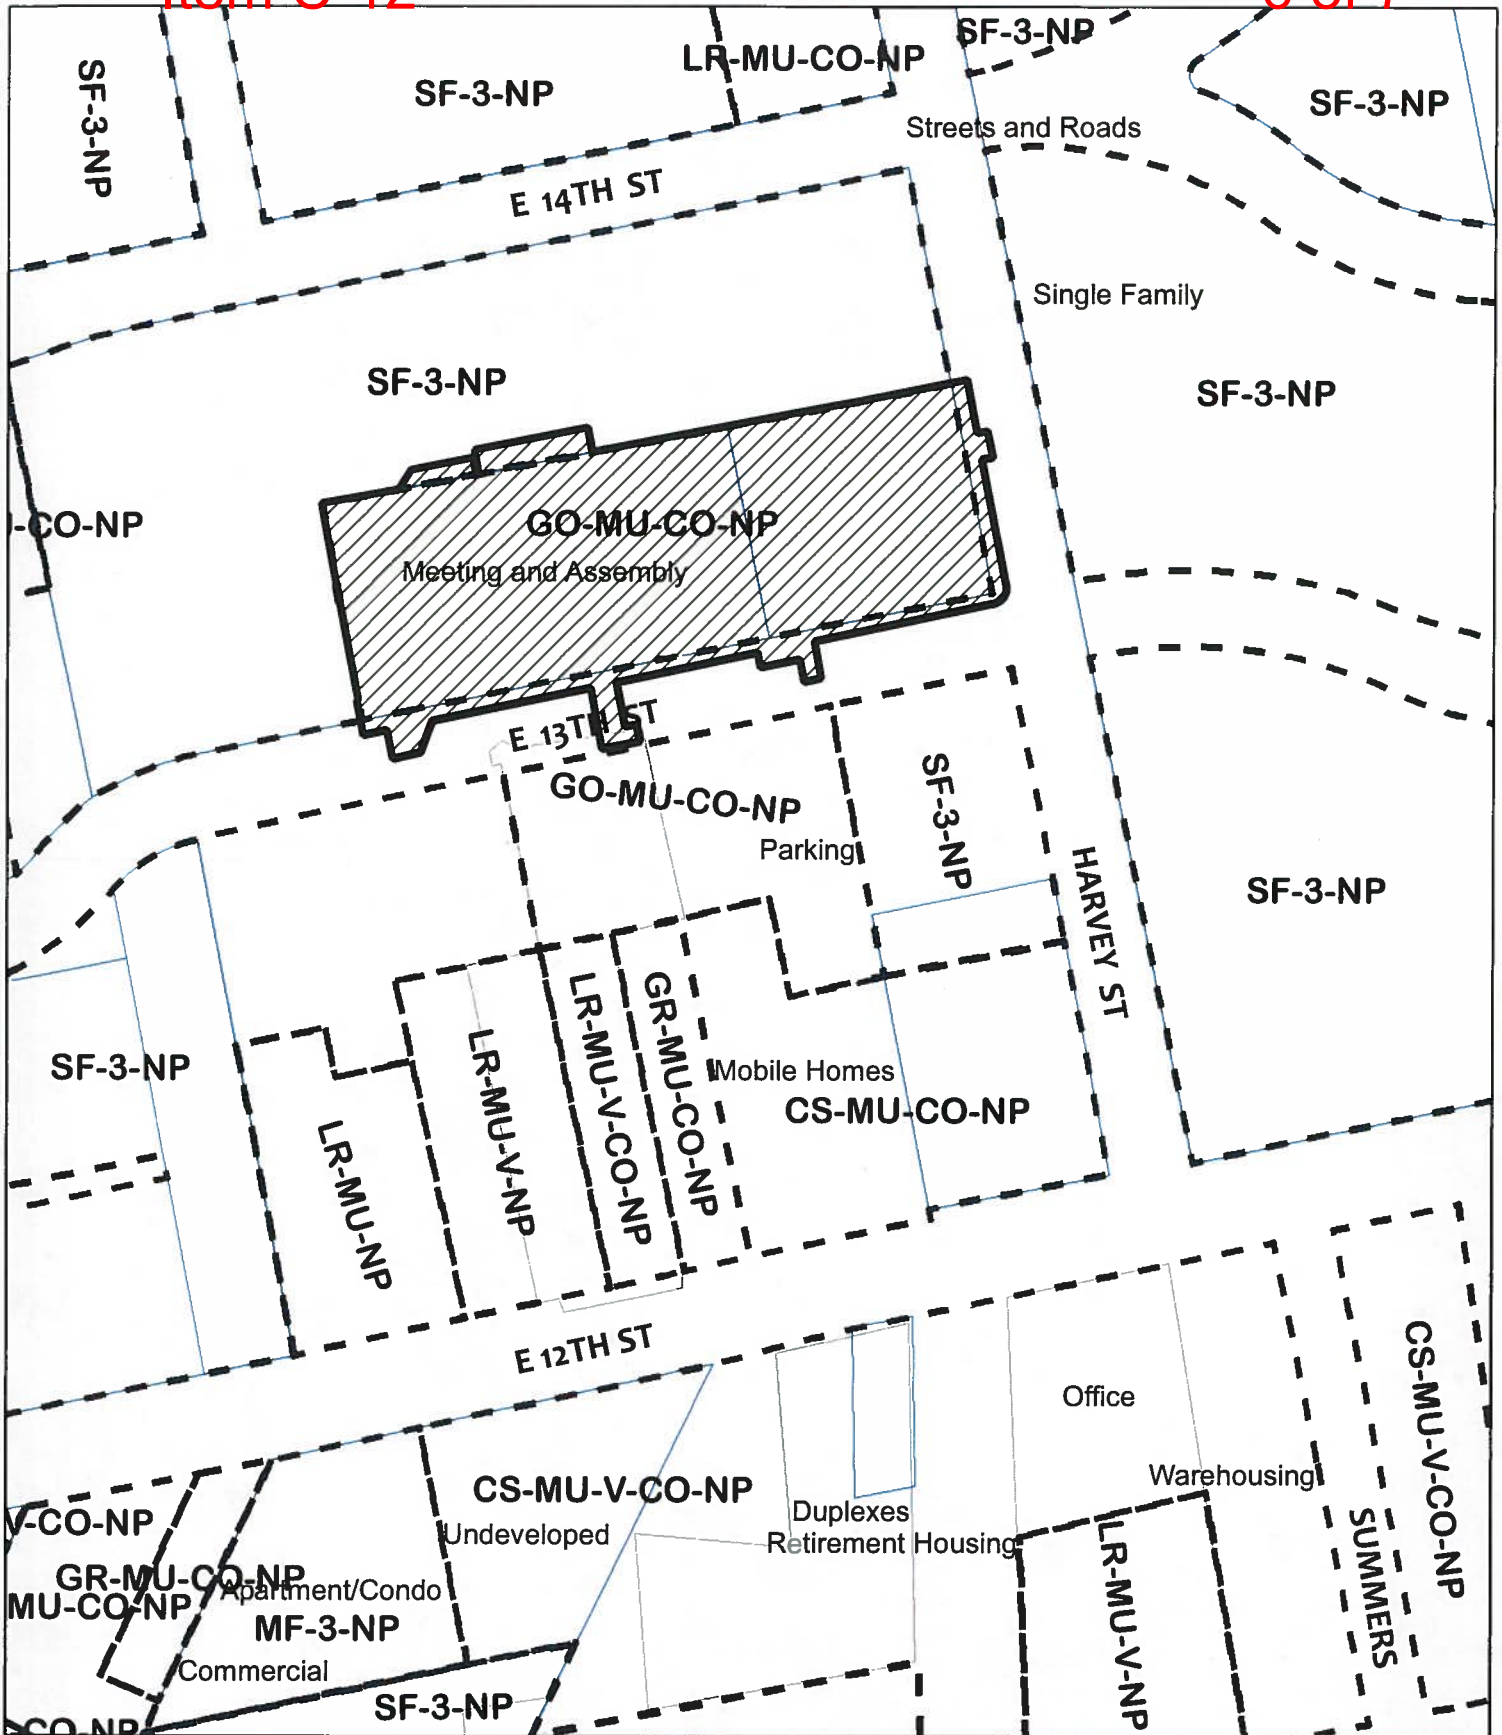 SF-3-NP
LR-MU-CO-NP
SF-3-NP
SF-3-NP
SF-3-NP
Streets and Roads
E 14TH ST
Single Family
SF-3-NP
SF-3-NP
GO-MU-CO-NP
-CO-NP
Meeting and Assembly
E 13TH ST
GO-MU-CO-NP
SF-3-NP
Parking
HARVEY ST
SF-3-NP
SF-3-NP
LR-MU-NP
LR-MU-V-NP
LR-MU-V-CO-NP
GR-MU-CO-NP
Mobile Homes
CS-MU-CO-NP
E 12TH ST
Office
CS-MU-V-CO-NP
Warehousing
CS-MU-V-CO-NP
Duplexes
V-CO-NP
Undeveloped
Retirement Housing
SUMMERS
LR-MU-V-NP
GR-MU-CO-NP
Apartment/Condo
MU-CO-NP
MF-3-NP
Commercial
SF-3-NP
CO-NP